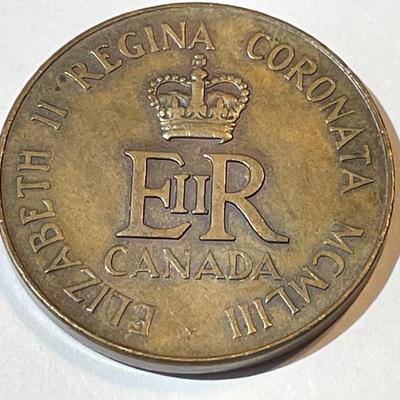 ELIZABETH II REGINA CORONATA MCMLIII
EIIR
CANADA